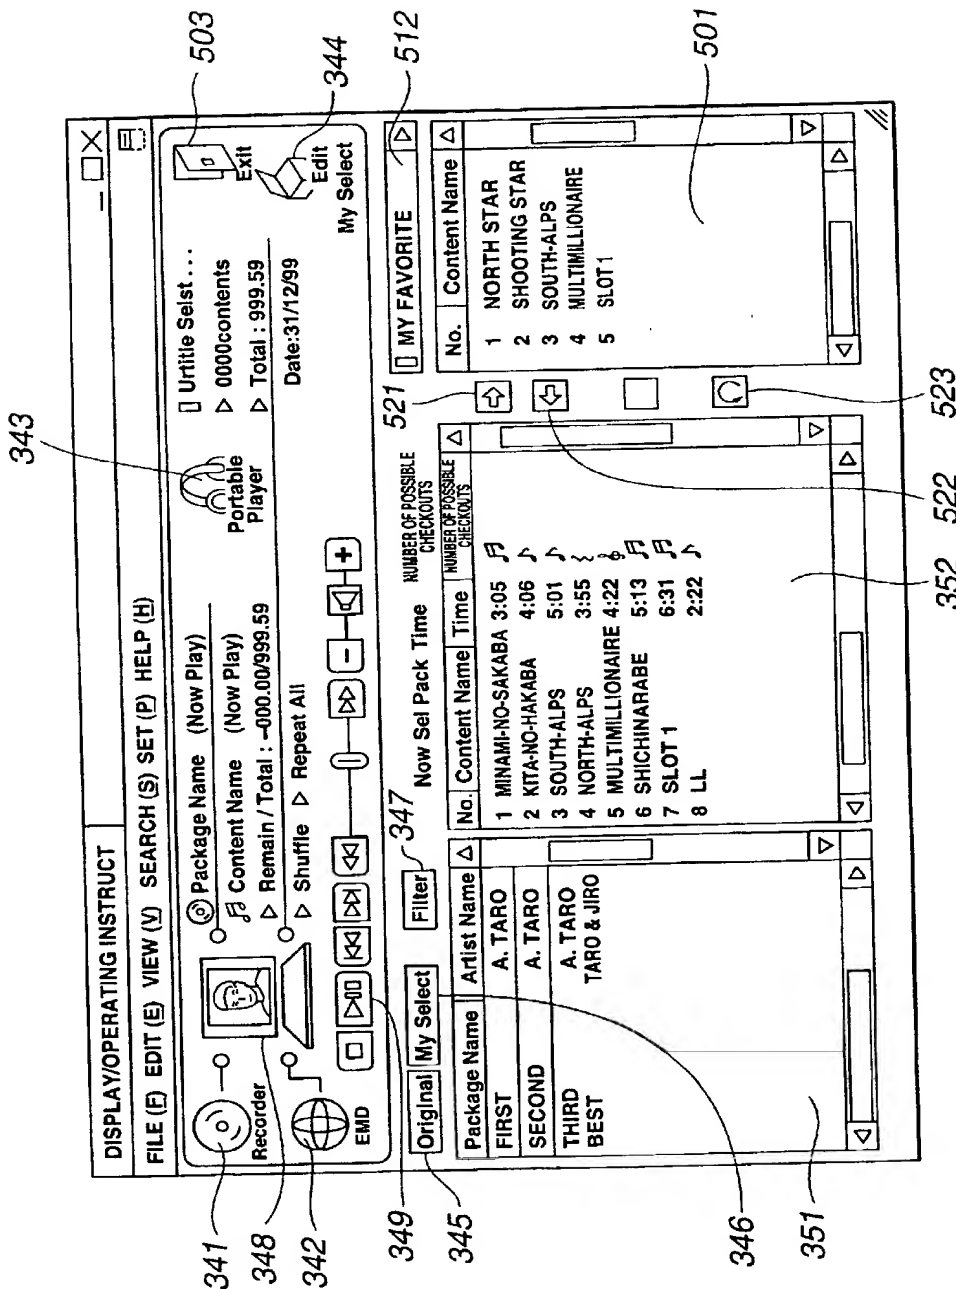 DISPLAY/OPERATING INSTRUCT
FILE (F) EDIT (E) VIEW (V) SEARCH (S) SET (P) HELP (H)
Recorder
EMD
Package Name (Now Play)
Content Name (Now Play)
Remain / Total : -000.00/999.59
Shuffle Repeat All
Portable
Player
Urtitle Selst ...
0000contents
Total : 999.59
Date:31/12/99
Exit
Edit
My Select
Original
My Select
Filter
Now Sel Pack Time
NUMBER OF POSSIBLE
CHECKOUTS
MY FAVORITE
Package Name Artist Name
FIRST A. TARO
SECOND A. TARO
THIRD A. TARO
BEST TARO & JIRO
No. Content Name Time NUMBER OF POSSIBLE CHECKOUTS
1 MINAMI-NO-SAKABA 3:05
2 KITA-NO-HAKABA 4:06
3 SOUTH-ALPS 5:01
4 NORTH-ALPS 3:55
5 MULTIMILLIONAIRE 4:22
6 SHICHINARABE 5:13
7 SLOT 1 6:31
8 LL 2:22
No. Content Name
1 NORTH STAR
2 SHOOTING STAR
3 SOUTH-ALPS
4 MULTIMILLIONAIRE
5 SLOT 1
341
348
342
349
345
346
351
347
343
521
522
523
352
503
344
512
501